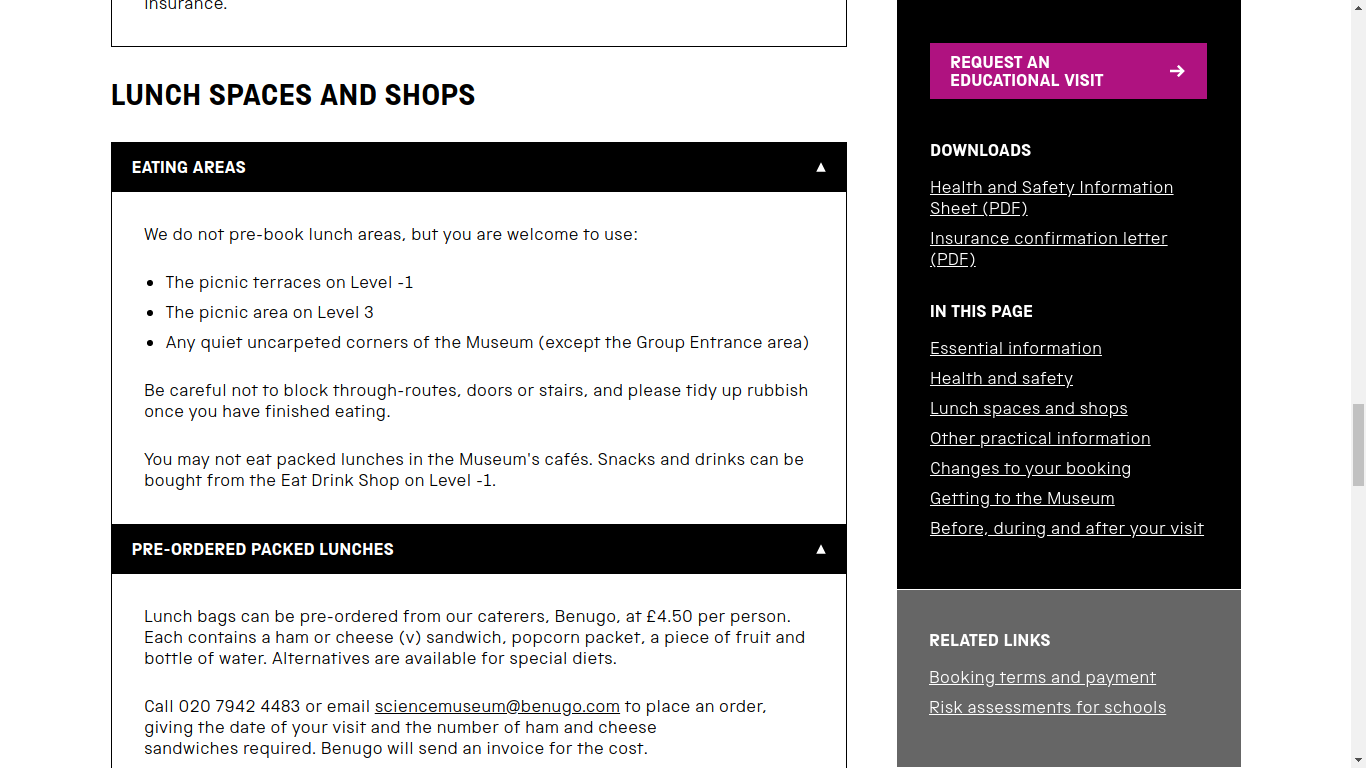 insurance.
LUNCH SPACES AND SHOPS
EATING AREAS
We do not pre-book lunch areas, but you are welcome to use:
The picnic terraces on Level -1
The picnic area on Level 3
Any quiet uncarpeted corners of the Museum (except the Group Entrance area)
Be careful not to block through-routes, doors or stairs, and please tidy up rubbish
once you have finished eating.
You may not eat packed lunches in the Museum's cafés. Snacks and drinks can be
bought from the Eat Drink Shop on Level -1.
PRE-ORDERED PACKED LUNCHES
Lunch bags can be pre-ordered from our caterers, Benugo, at £4.50 per person.
Each contains a ham or cheese (v) sandwich, popcorn packet, a piece of fruit and
bottle of water. Alternatives are available for special diets.
Call 020 7942 4483 or email sciencemuseum@benugo.com to place an order,
giving the date of your visit and the number of ham and cheese
sandwiches required. Benugo will send an invoice for the cost.
REQUEST AN
EDUCATIONAL VISIT
DOWNLOADS
Health and Safety Information
Sheet (PDF)
Insurance confirmation letter
(PDF)
IN THIS PAGE
Essential information
Health and safety
Lunch spaces and shops
Other practical information
Changes to your booking
Getting to the Museum
Before, during and after your visit
RELATED LINKS
Booking terms and payment
Risk assessments for schools